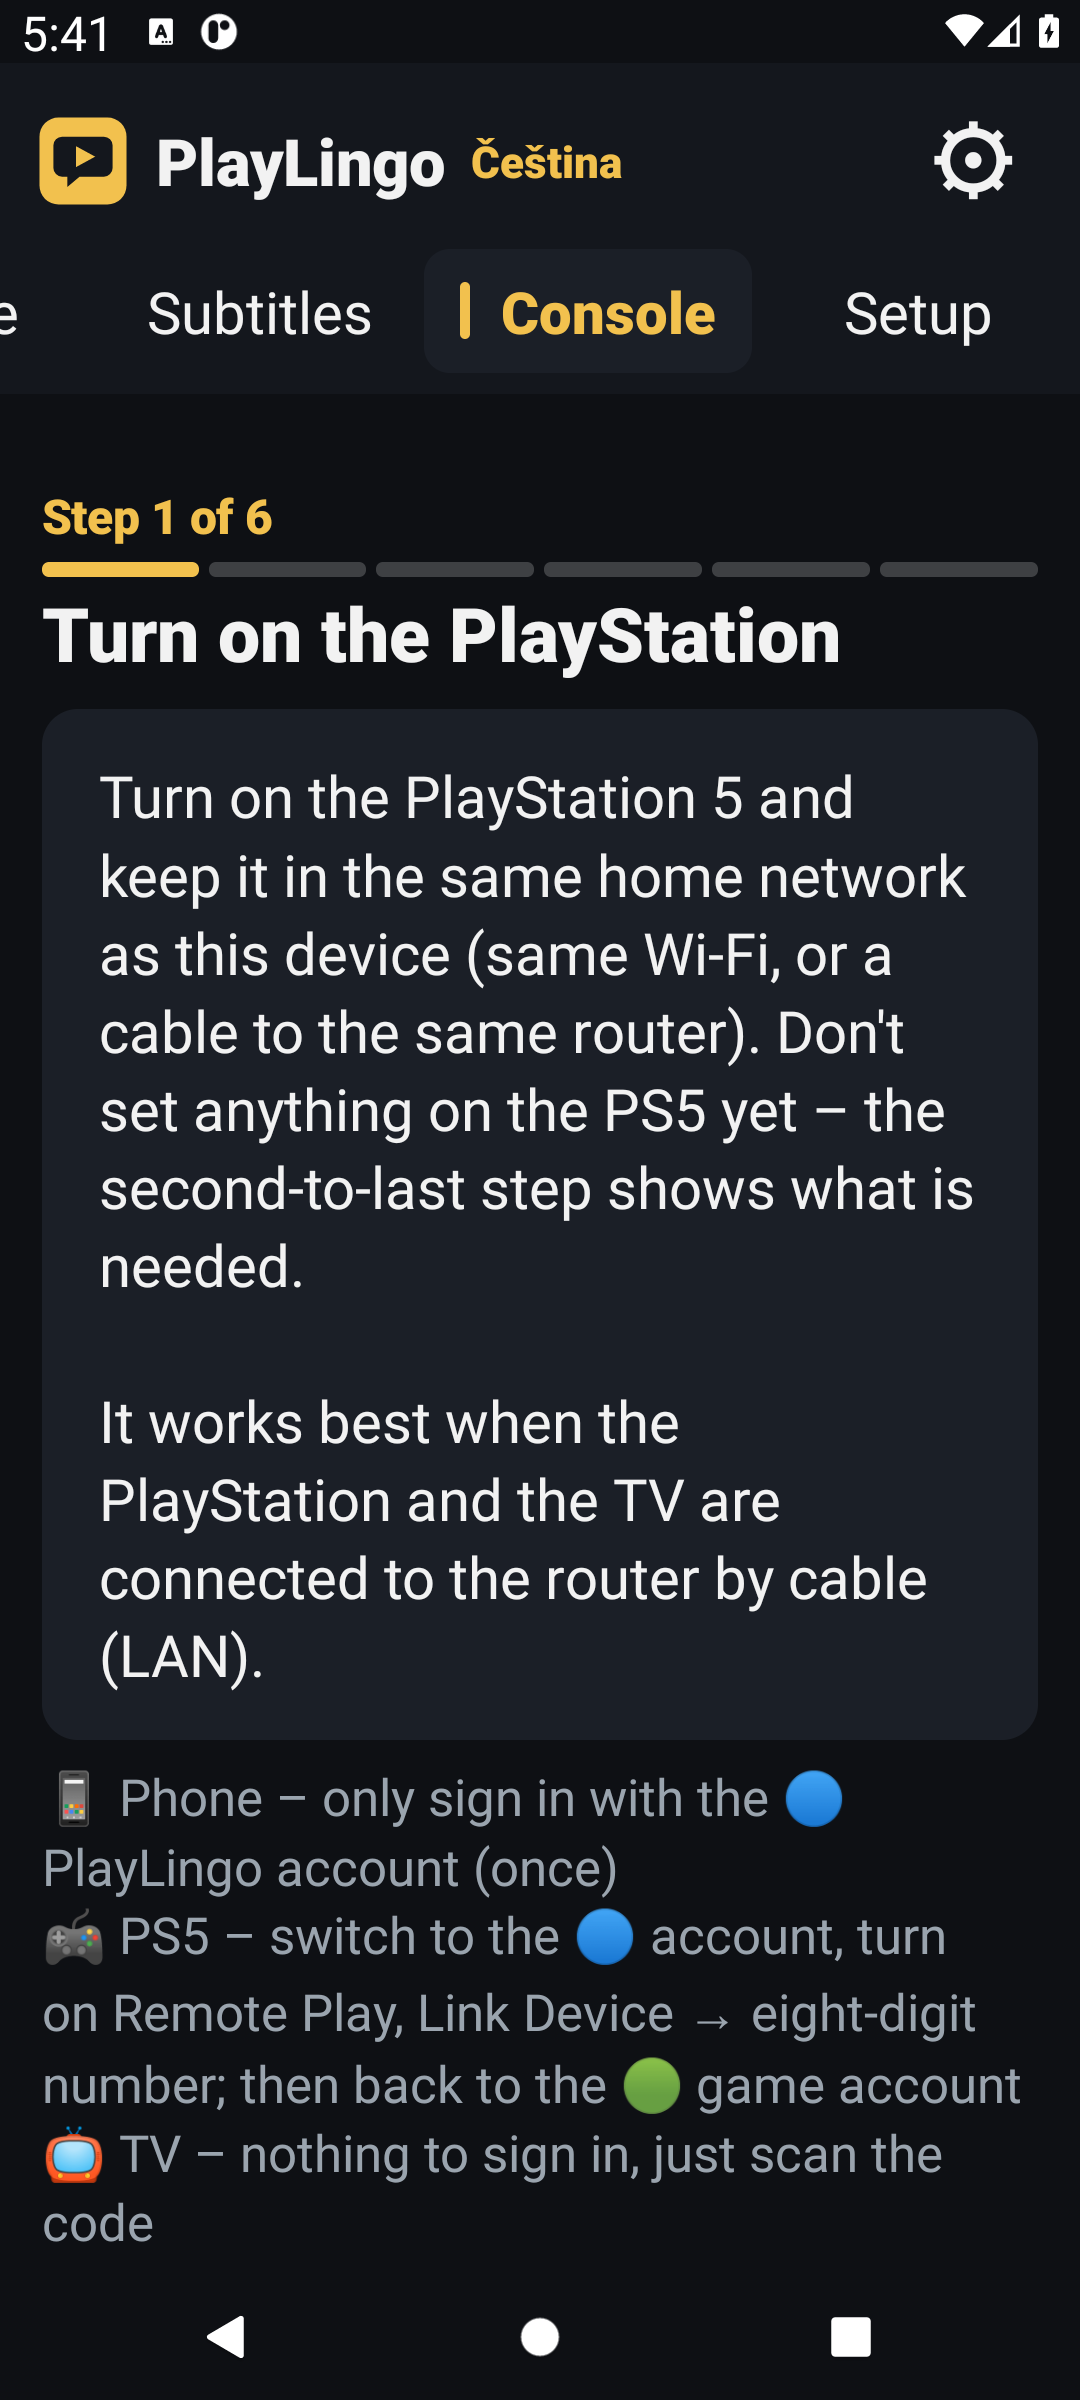 5:41
PlayLingo Čeština
e Subtitles Console Setup
Step 1 of 6
Turn on the PlayStation
Turn on the PlayStation 5 and
keep it in the same home network
as this device (same Wi-Fi, or a
cable to the same router). Don't
set anything on the PS5 yet – the
second-to-last step shows what is
needed.
It works best when the
PlayStation and the TV are
connected to the router by cable
(LAN).
📱 Phone – only sign in with the 🔵
PlayLingo account (once)
🎮 PS5 – switch to the 🔵 account, turn
on Remote Play, Link Device → eight-digit
number; then back to the 🟢 game account
📺 TV – nothing to sign in, just scan the
code